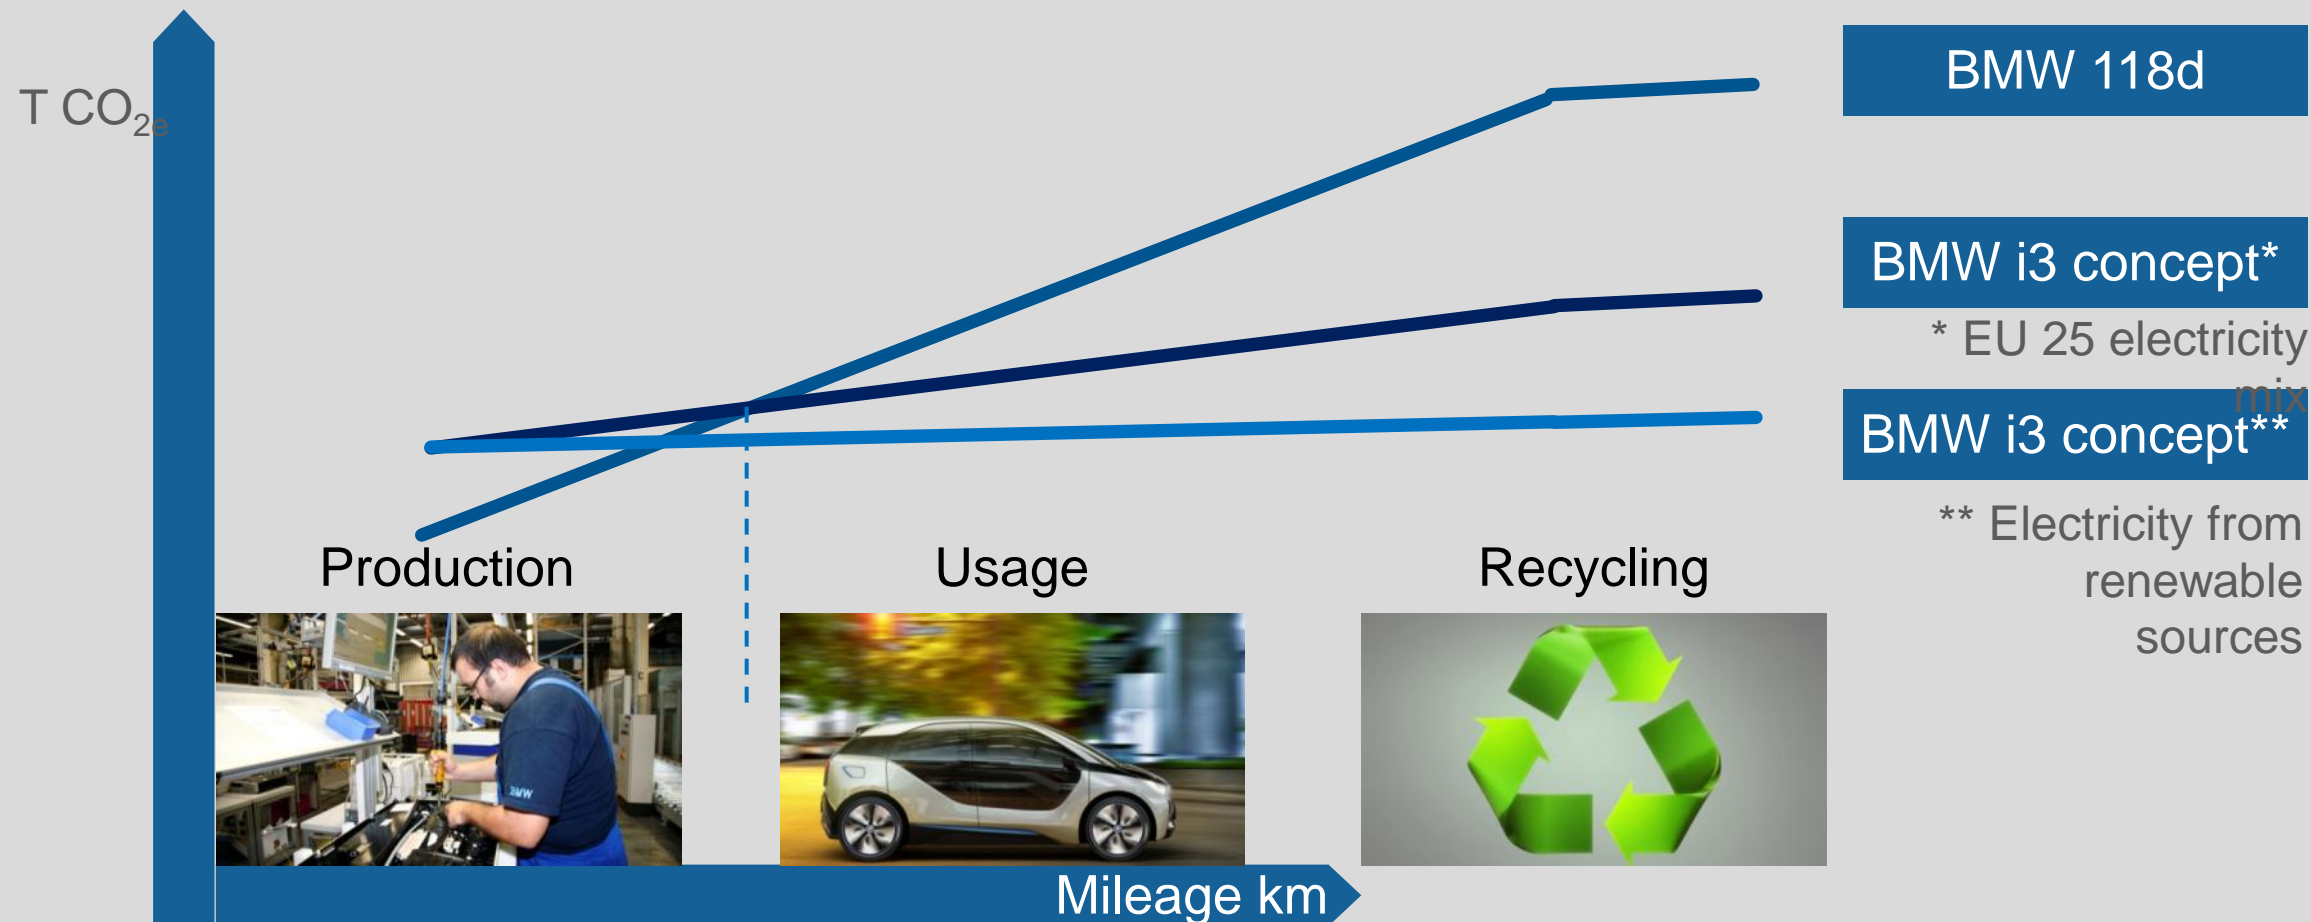 T CO2e
BMW 118d
BMW i3 concept*
* EU 25 electricity
mix
BMW i3 concept**
** Electricity from
renewable
sources
Production
Usage
Recycling
BMW
Mileage km